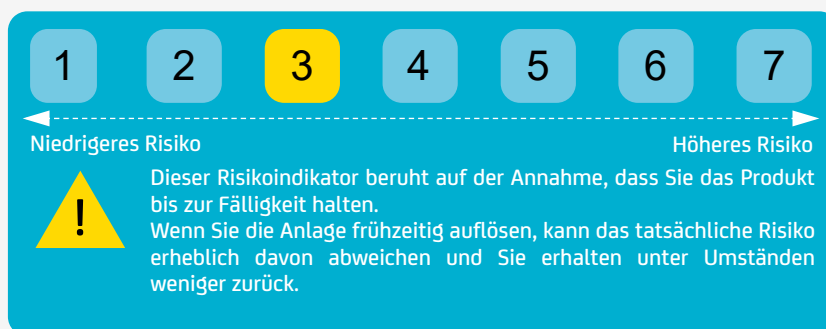 1 2 3 4 5 6 7
Niedrigeres Risiko Höheres Risiko
! Dieser Risikoindikator beruht auf der Annahme, dass Sie das Produkt
bis zur Fälligkeit halten.
Wenn Sie die Anlage frühzeitig auflösen, kann das tatsächliche Risiko
erheblich davon abweichen und Sie erhalten unter Umständen
weniger zurück.